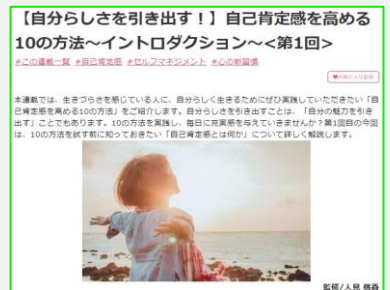 【自分らしさを引き出す！】自己肯定感を高める
10の方法～イントロダクション～<第1回>
#この連載一覧 #自己肯定感 #セルフマネジメント #心の新習慣
本連載では、生きづらさを感じている人に、自分らしく生きるためにぜひ実践していただきたい「自
己肯定感を高める10の方法」をご紹介します。自分らしさを引き出すことは、「自分の魅力を引き
出す」ことでもあります。10の方法を実践し、毎日に充実感を与えていきませんか？第1回目の今回
は、10の方法を試す前に知っておきたい「自己肯定感とは何か」について詳しく解説します。